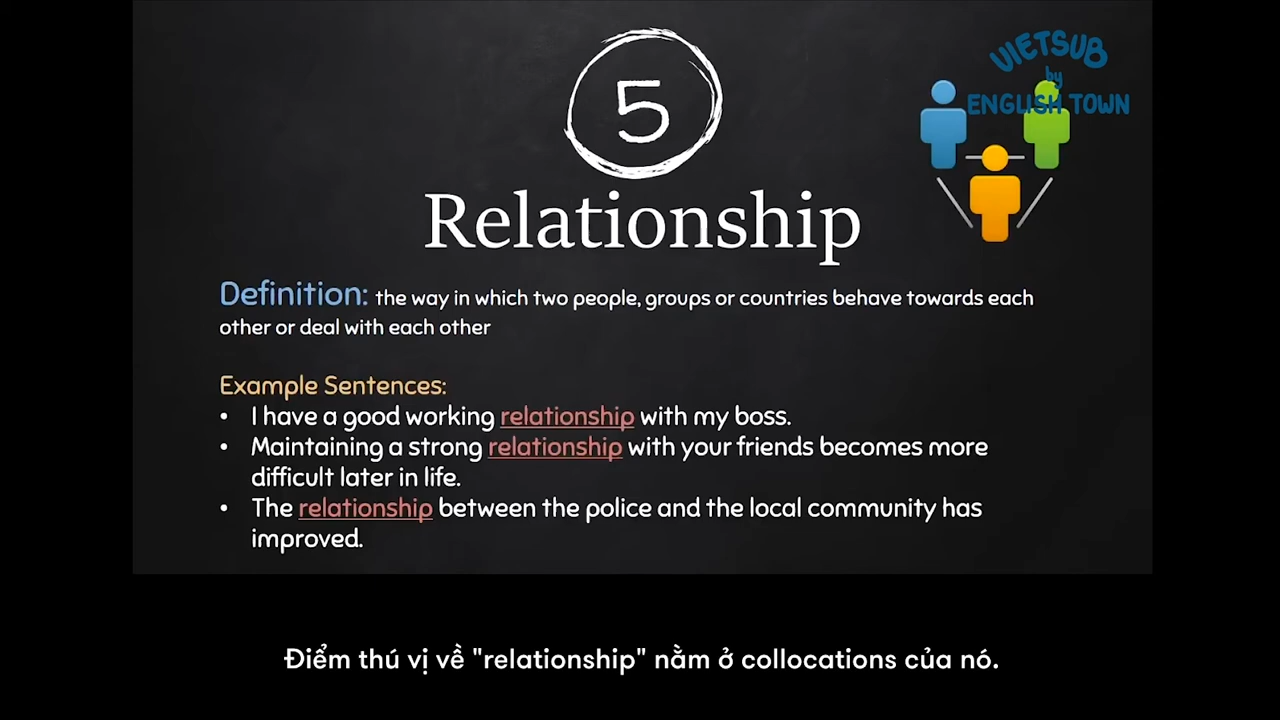 VIETSUB
by
ENGLISH TOWN
5
Relationship
Definition: the way in which two people, groups or countries behave towards each
other or deal with each other
Example Sentences:
• I have a good working relationship with my boss.
• Maintaining a strong relationship with your friends becomes more
difficult later in life.
• The relationship between the police and the local community has
improved.
Điểm thú vị về "relationship" nằm ở collocations của nó.